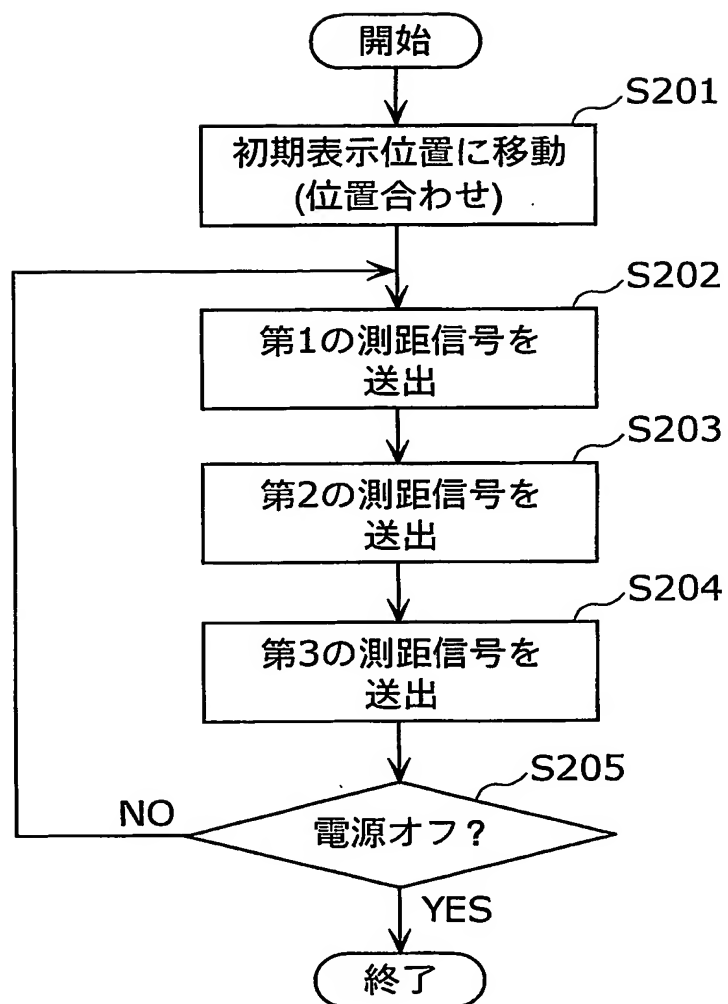 開始
S201
初期表示位置に移動
(位置合わせ)
S202
第1の測距信号を
送出
S203
第2の測距信号を
送出
S204
第3の測距信号を
送出
S205
NO
電源オフ？
YES
終了